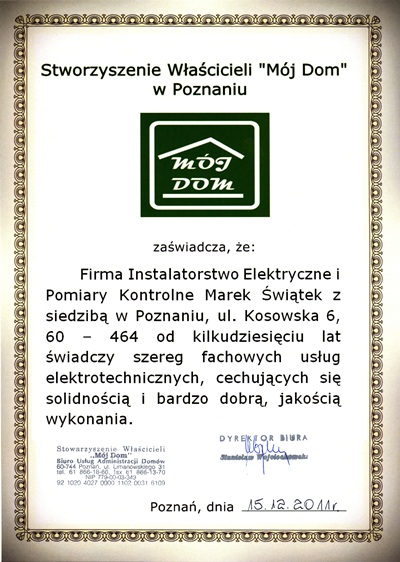 Stworzyszenie Właścicieli "Mój Dom"
w Poznaniu
MÓJ
DOM
zaświadcza, że:
Firma Instalatorstwo Elektryczne i
Pomiary Kontrolne Marek Świątek z
siedzibą w Poznaniu, ul. Kosowska 6,
60 – 464 od kilkudziesięciu lat
świadczy szereg fachowych usług
elektrotechnicznych, cechujących się
solidnością i bardzo dobrą, jakością
wykonania.
Stowarzyszenie Właścicieli
„Mój Dom"
Biuro Usług Administracji Domów
60-744 Poznań, ul. Limanowskiego 31
tel. 61 866-18-66, fax 61 866-13-70
NIP 779-00-03-343
92 1020 4027 0000 1102 0031 6109
DYREKTOR BIURA
Stanisław Wojciechowski
Poznań, dnia 15.12.2011r.